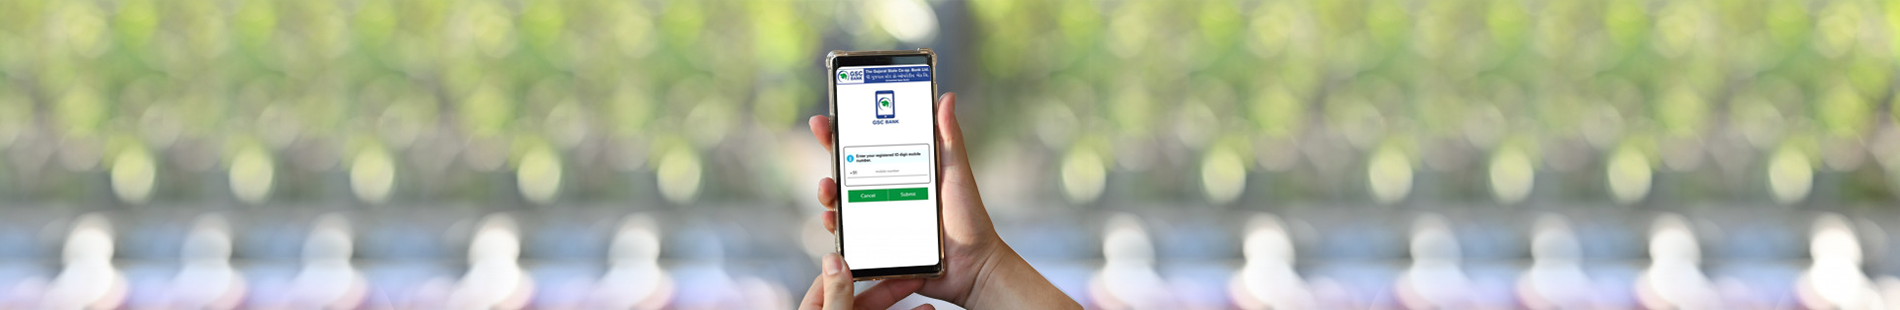 GSC
BANK
The Gujarat State Co-op. Bank Ltd.
GSC BANK
Enter your registered 10 digit mobile
number.
+91 mobile number
Cancel Submit